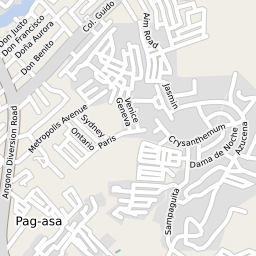 Don Justo
Don Francisco
Doña Aurora
Don Benito
Col. Guido
Aim Road
Jasmin
Venice
Geneva
Metropolis Avenue
Sydney
Ontario
Paris
Crysanthemum
Dama de Noche
Azucena
Sampaguita
Angono Diversion Road
Pag-asa